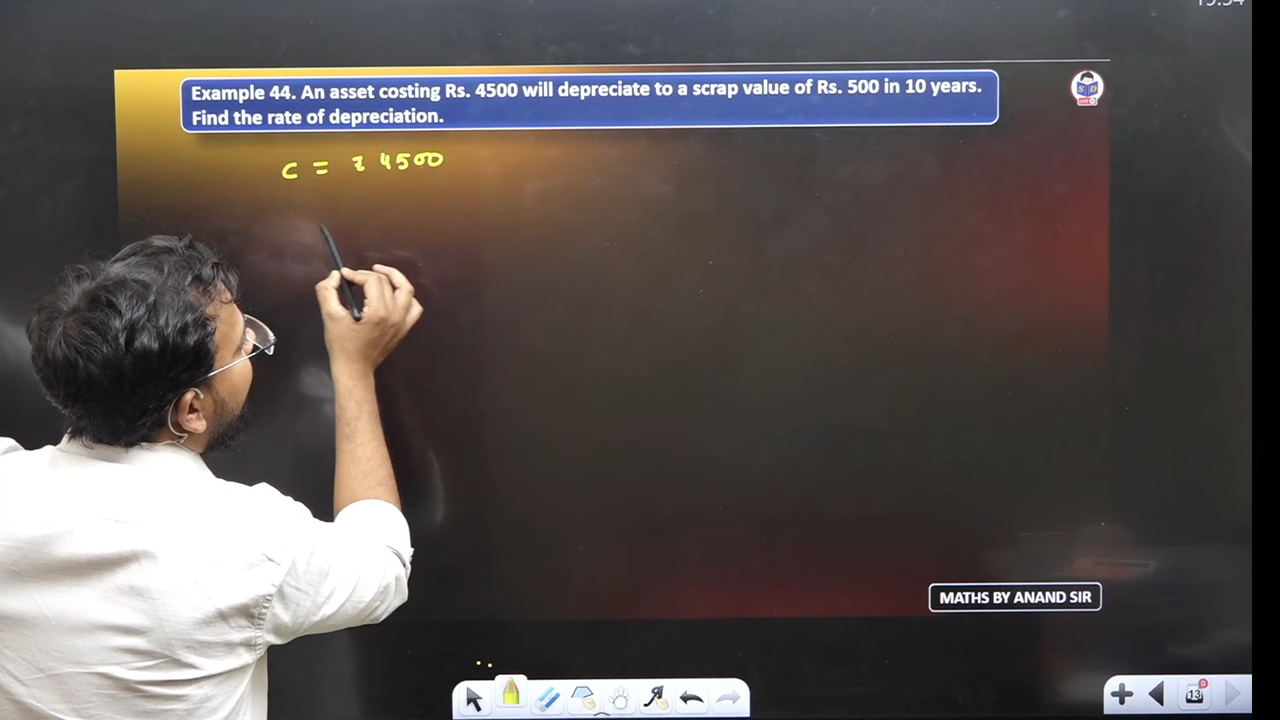 Example 44. An asset costing Rs. 4500 will depreciate to a scrap value of Rs. 500 in 10 years.
Find the rate of depreciation.
C = ₹ 4500
MATHS BY ANAND SIR
13